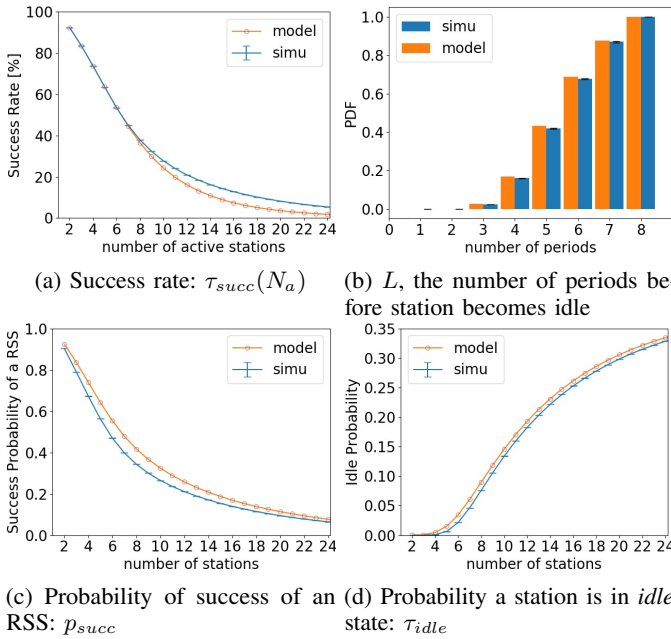 100
80
60
40
20
0
Success Rate [%]
model
simu
2 4 6 8 10 12 14 16 18 20 22 24
number of active stations
1.0
0.8
0.6
0.4
0.2
0.0
PDF
simu
model
0 1 2 3 4 5 6 7 8
number of periods
(a) Success rate: τsucc(Na)
(b) L, the number of periods be-
fore station becomes idle
1.0
0.8
0.6
0.4
0.2
0.0
Success Probability of a RSS
model
simu
2 4 6 8 10 12 14 16 18 20 22 24
number of stations
0.35
0.30
0.25
0.20
0.15
0.10
0.05
0.00
Idle Probability
model
simu
2 4 6 8 10 12 14 16 18 20 22 24
number of stations
(c) Probability of success of an
RSS: psucc
(d) Probability a station is in idle
state: τidle